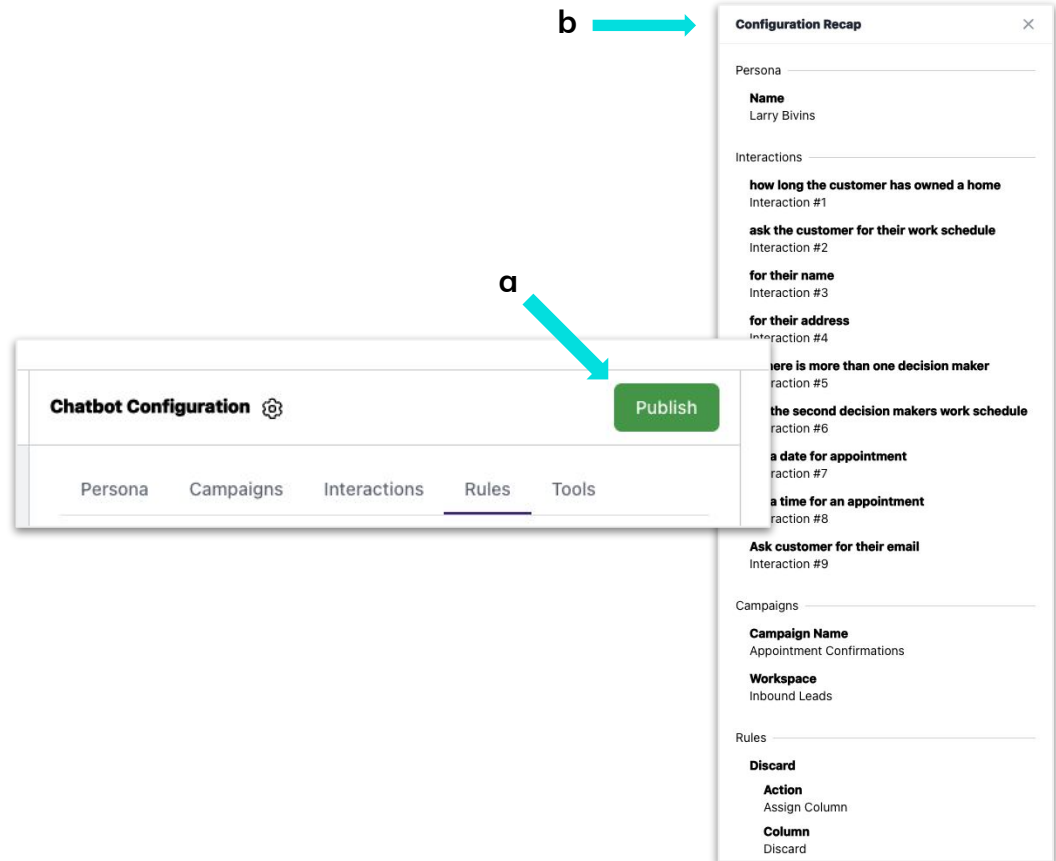 b
Configuration Recap
Persona
Name
Larry Bivins
Interactions
how long the customer has owned a home
Interaction #1
ask the customer for their work schedule
Interaction #2
for their name
Interaction #3
for their address
Interaction #4
here is more than one decision maker
raction #5
the second decision makers work schedule
raction #6
a date for appointment
raction #7
a time for an appointment
raction #8
Ask customer for their email
Interaction #9
Campaigns
Campaign Name
Appointment Confirmations
Workspace
Inbound Leads
Rules
Discard
Action
Assign Column
Column
Discard
a
Chatbot Configuration
Publish
Persona Campaigns Interactions Rules Tools